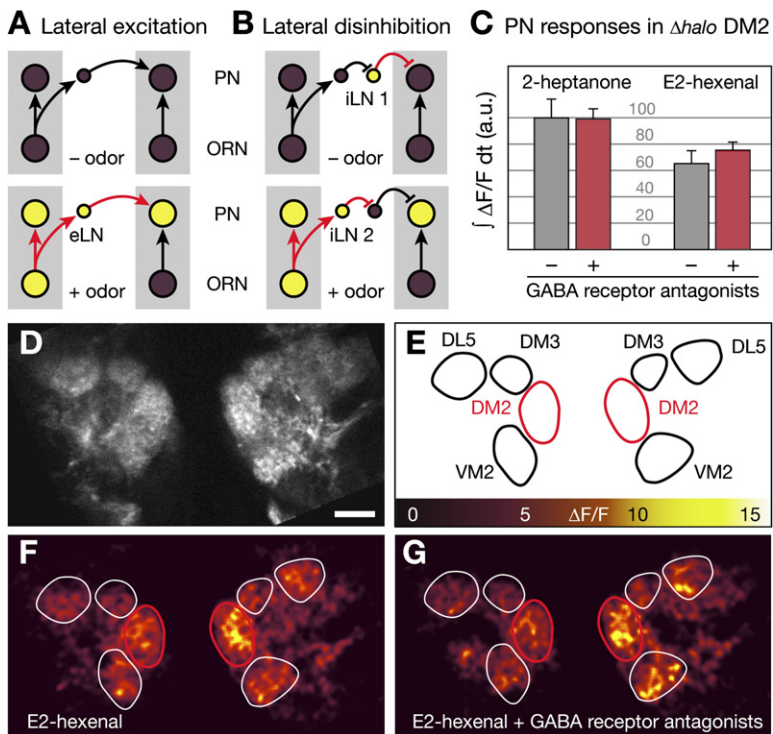 A Lateral excitation
PN
ORN
– odor
PN
eLN
ORN
+ odor
B Lateral disinhibition
iLN 1
– odor
iLN 2
+ odor
C PN responses in Δhalo DM2
2-heptanone E2-hexenal
∫ ΔF/F dt (a.u.)
100
80
60
40
20
0
– + – +
GABA receptor antagonists
D
E
DL5 DM3 DM3 DL5
DM2 DM2
VM2 VM2
0 5 ΔF/F 10 15
F
E2-hexenal
G
E2-hexenal + GABA receptor antagonists